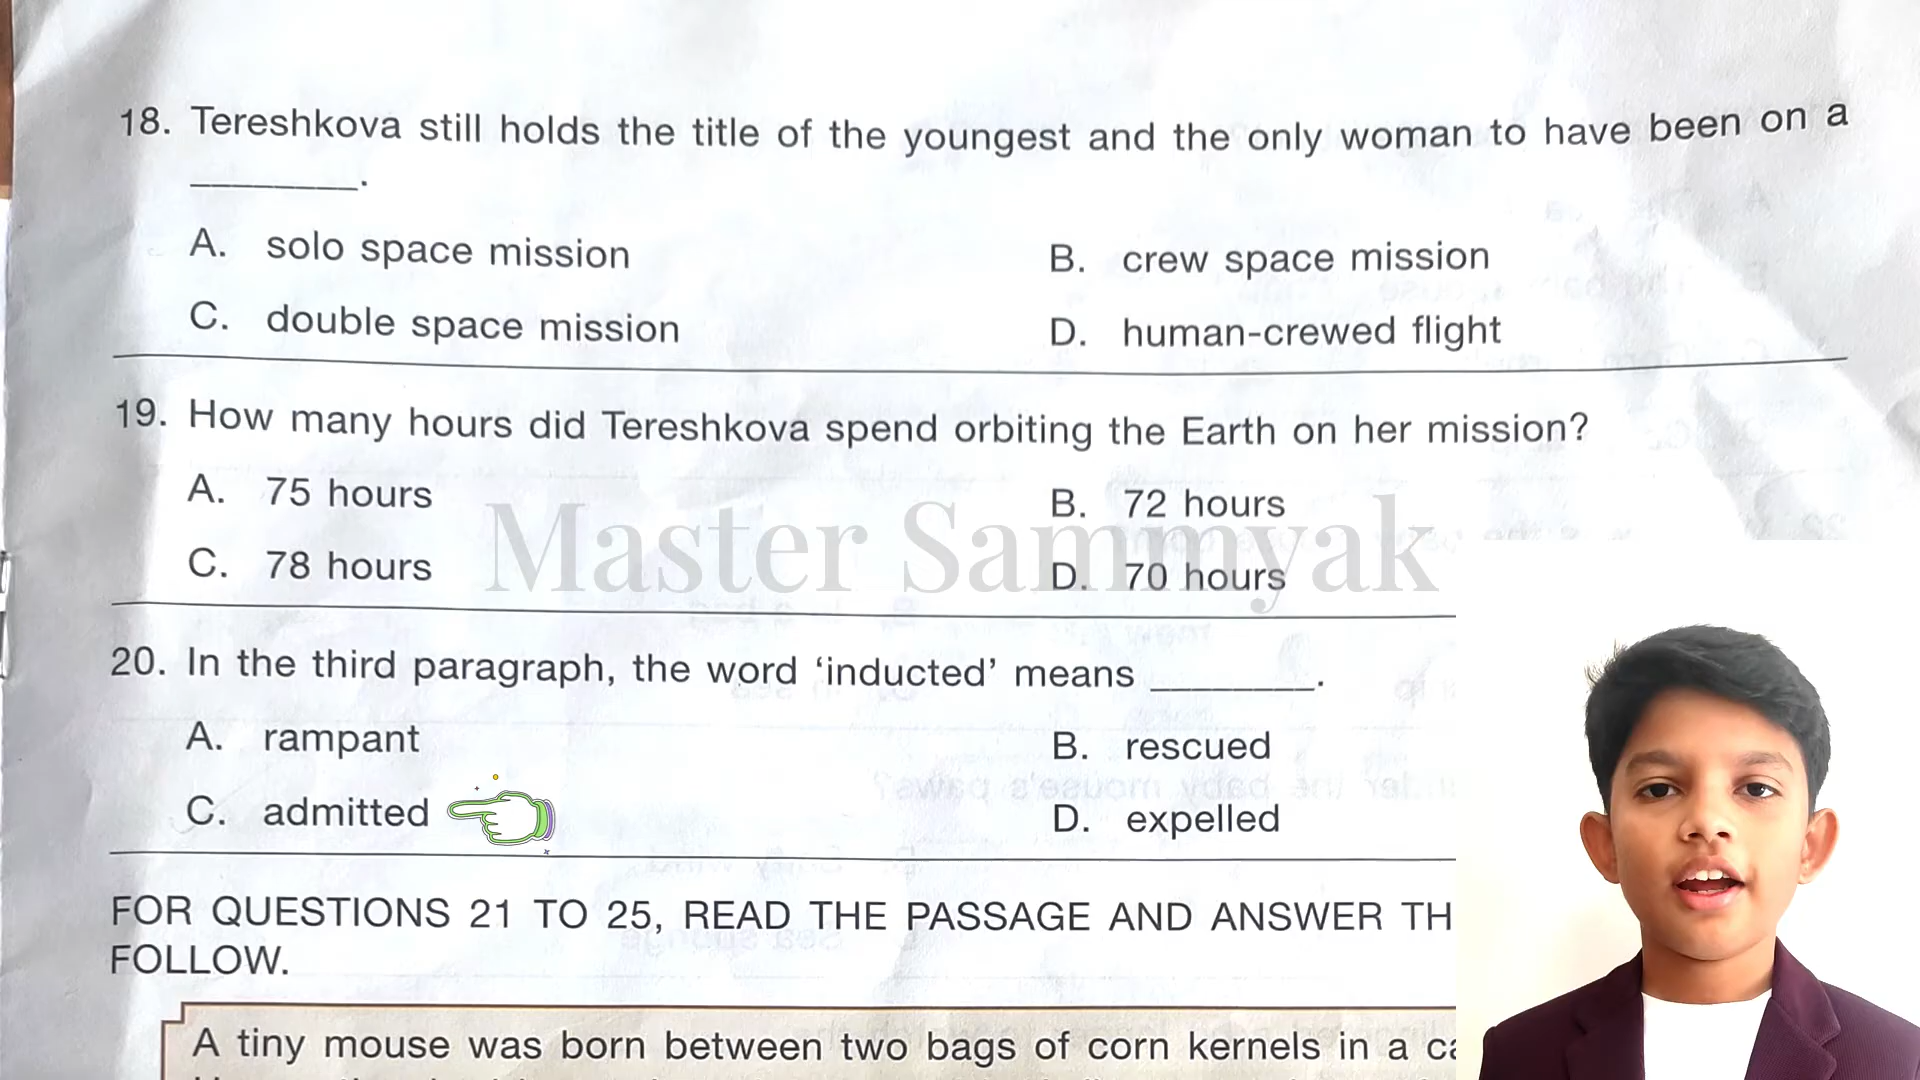 18. Tereshkova still holds the title of the youngest and the only woman to have been on a
________.
A. solo space mission
B. crew space mission
C. double space mission
D. human-crewed flight
19. How many hours did Tereshkova spend orbiting the Earth on her mission?
A. 75 hours
B. 72 hours
C. 78 hours
D. 70 hours
Master Sammyak
20. In the third paragraph, the word ‘inducted’ means ________.
A. rampant
B. rescued
C. admitted
D. expelled
FOR QUESTIONS 21 TO 25, READ THE PASSAGE AND ANSWER TH
FOLLOW.
A tiny mouse was born between two bags of corn kernels in a